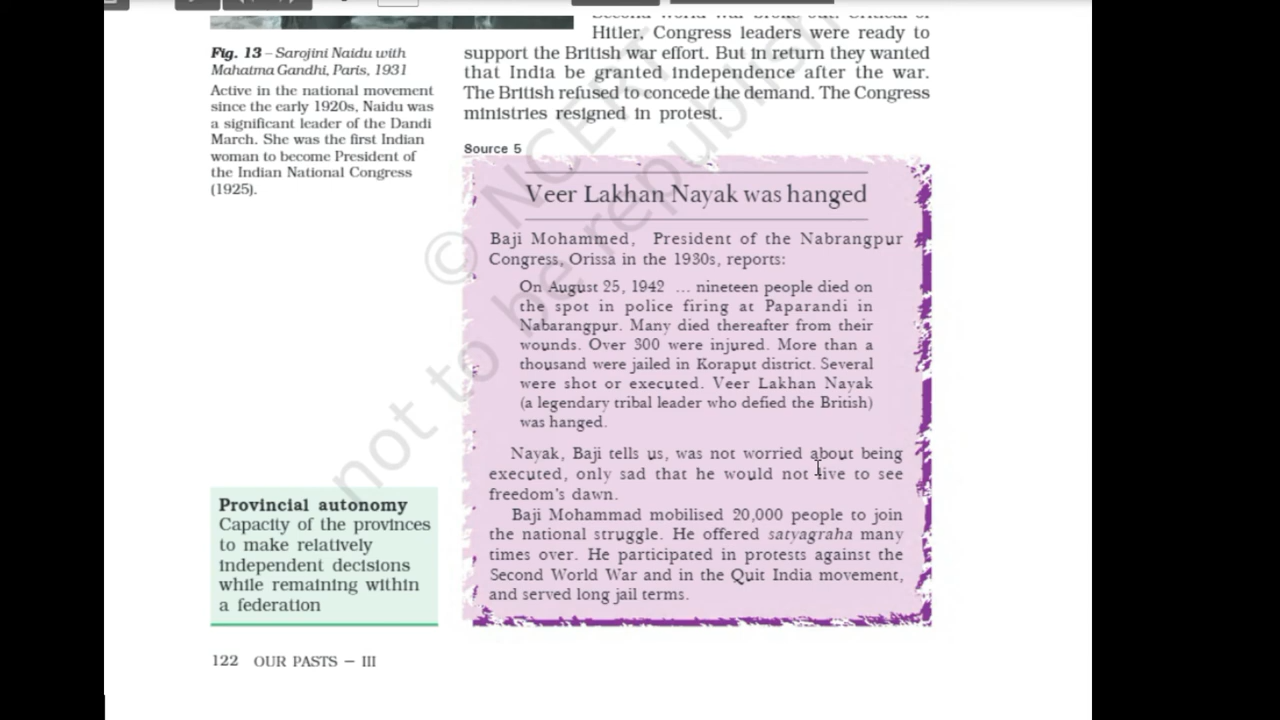 Hitler, Congress leaders were ready to
support the British war effort. But in return they wanted
that India be granted independence after the war.
The British refused to concede the demand. The Congress
ministries resigned in protest.
Fig. 13 – Sarojini Naidu with
Mahatma Gandhi, Paris, 1931
Active in the national movement
since the early 1920s, Naidu was
a significant leader of the Dandi
March. She was the first Indian
woman to become President of
the Indian National Congress
(1925).
Source 5
Veer Lakhan Nayak was hanged
Baji Mohammed, President of the Nabrangpur
Congress, Orissa in the 1930s, reports:
On August 25, 1942 ... nineteen people died on
the spot in police firing at Paparandi in
Nabarangpur. Many died thereafter from their
wounds. Over 300 were injured. More than a
thousand were jailed in Koraput district. Several
were shot or executed. Veer Lakhan Nayak
(a legendary tribal leader who defied the British)
was hanged.
Nayak, Baji tells us, was not worried about being
executed, only sad that he would not live to see
freedom's dawn.
Baji Mohammad mobilised 20,000 people to join
the national struggle. He offered satyagraha many
times over. He participated in protests against the
Second World War and in the Quit India movement,
and served long jail terms.
Provincial autonomy
Capacity of the provinces
to make relatively
independent decisions
while remaining within
a federation
122 OUR PASTS – III
© NCERT
not to be republish